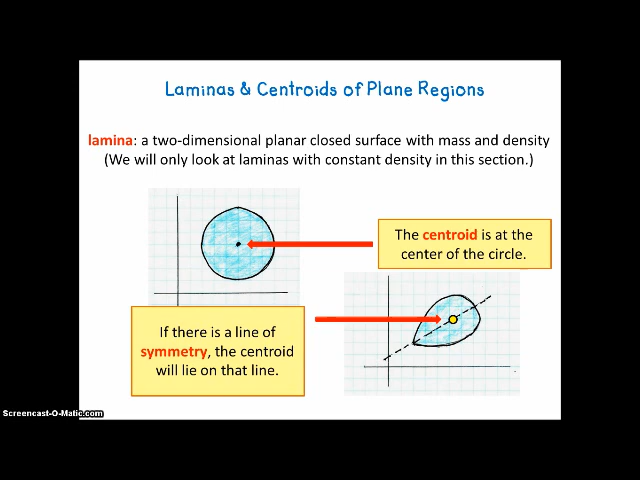 Laminas & Centroids of Plane Regions
lamina: a two-dimensional planar closed surface with mass and density
(We will only look at laminas with constant density in this section.)
The centroid is at the
center of the circle.
If there is a line of
symmetry, the centroid
will lie on that line.
Screencast-O-Matic.com